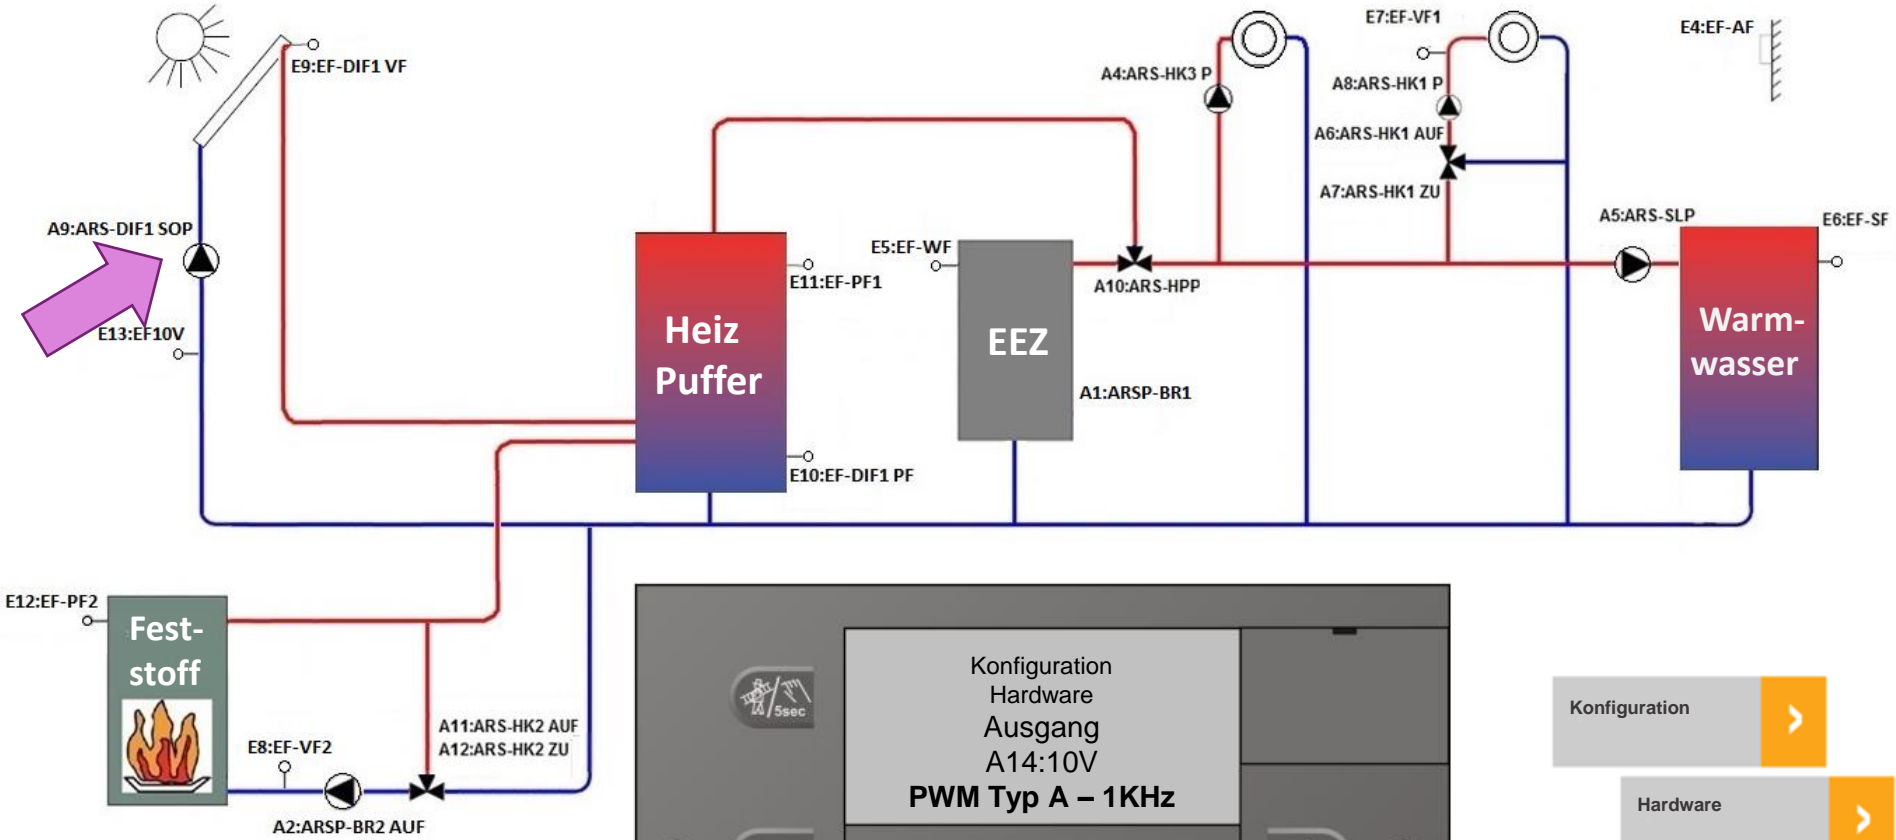 E7:EF-VF1
E4:EF-AF
E9:EF-DIF1 VF
A4:ARS-HK3 P
A8:ARS-HK1 P
A6:ARS-HK1 AUF
A7:ARS-HK1 ZU
A9:ARS-DIF1 SOP
A5:ARS-SLP
E6:EF-SF
E5:EF-WF
E11:EF-PF1
A10:ARS-HPP
E13:EF10V
Heiz
Puffer
EEZ
Warm-
wasser
A1:ARSP-BR1
E10:EF-DIF1 PF
E12:EF-PF2
Fest-
stoff
A11:ARS-HK2 AUF
A12:ARS-HK2 ZU
E8:EF-VF2
A2:ARSP-BR2 AUF
5sec
Konfiguration
Hardware
Ausgang
A14:10V
PWM Typ A – 1KHz
Konfiguration
Hardware